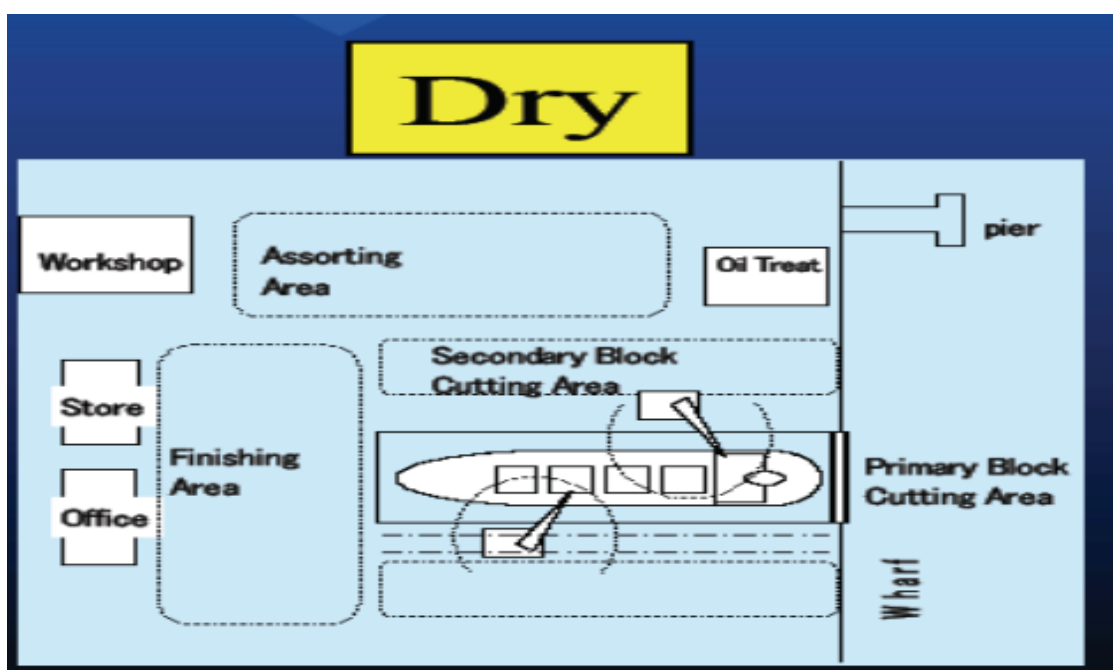 Dry
Workshop
Assorting
Area
Oil Treat.
pier
Secondary Block
Cutting Area
Store
Finishing
Area
Office
Primary Block
Cutting Area
Wharf